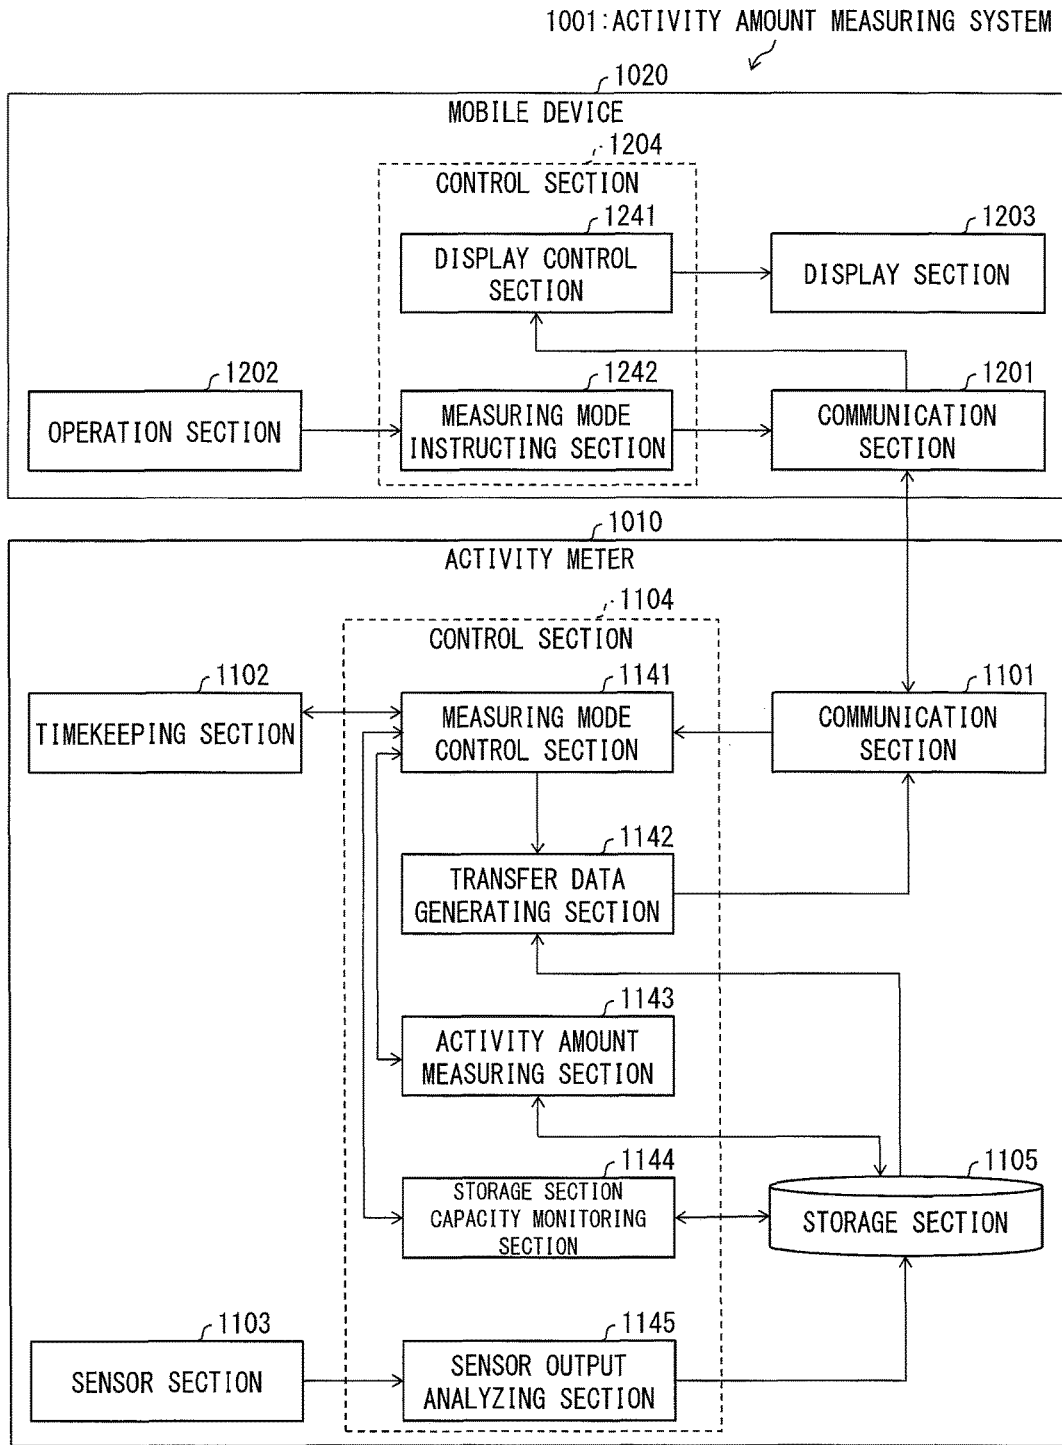 1001:ACTIVITY AMOUNT MEASURING SYSTEM
1020
MOBILE DEVICE
1204
CONTROL SECTION
1241
DISPLAY CONTROL
SECTION
1203
DISPLAY SECTION
1202
OPERATION SECTION
1242
MEASURING MODE
INSTRUCTING SECTION
1201
COMMUNICATION
SECTION
1010
ACTIVITY METER
1104
CONTROL SECTION
1102
TIMEKEEPING SECTION
1141
MEASURING MODE
CONTROL SECTION
1101
COMMUNICATION
SECTION
1142
TRANSFER DATA
GENERATING SECTION
1143
ACTIVITY AMOUNT
MEASURING SECTION
1144
STORAGE SECTION
CAPACITY MONITORING
SECTION
1105
STORAGE SECTION
1103
SENSOR SECTION
1145
SENSOR OUTPUT
ANALYZING SECTION